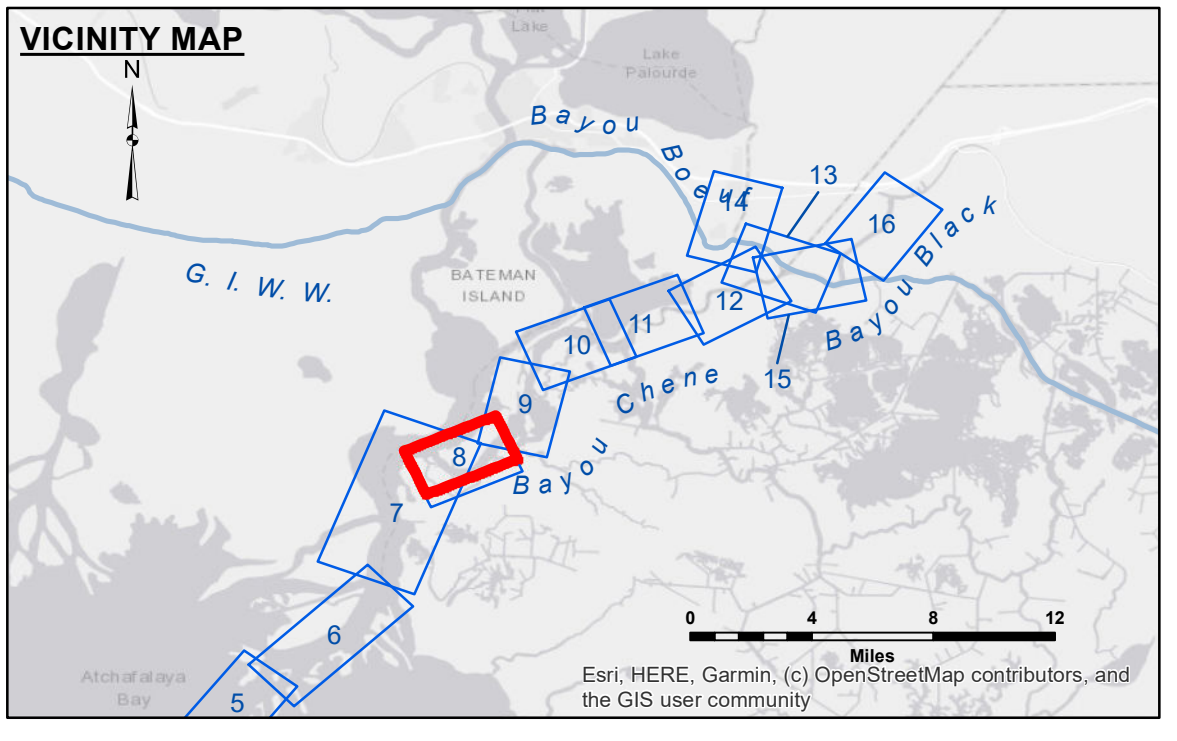 VICINITY MAP
N
Flat
Lake
Lake
Palourde
Bayou
Boeuf
13
14
16
Bayou Black
G. I. W. W.
BATEMAN
ISLAND
12
11
10
15
Chene
9
Bayou
8
7
6
5
Atchafalaya
Bay
0 4 8 12
Miles
Esri, HERE, Garmin, (c) OpenStreetMap contributors, and
the GIS user community